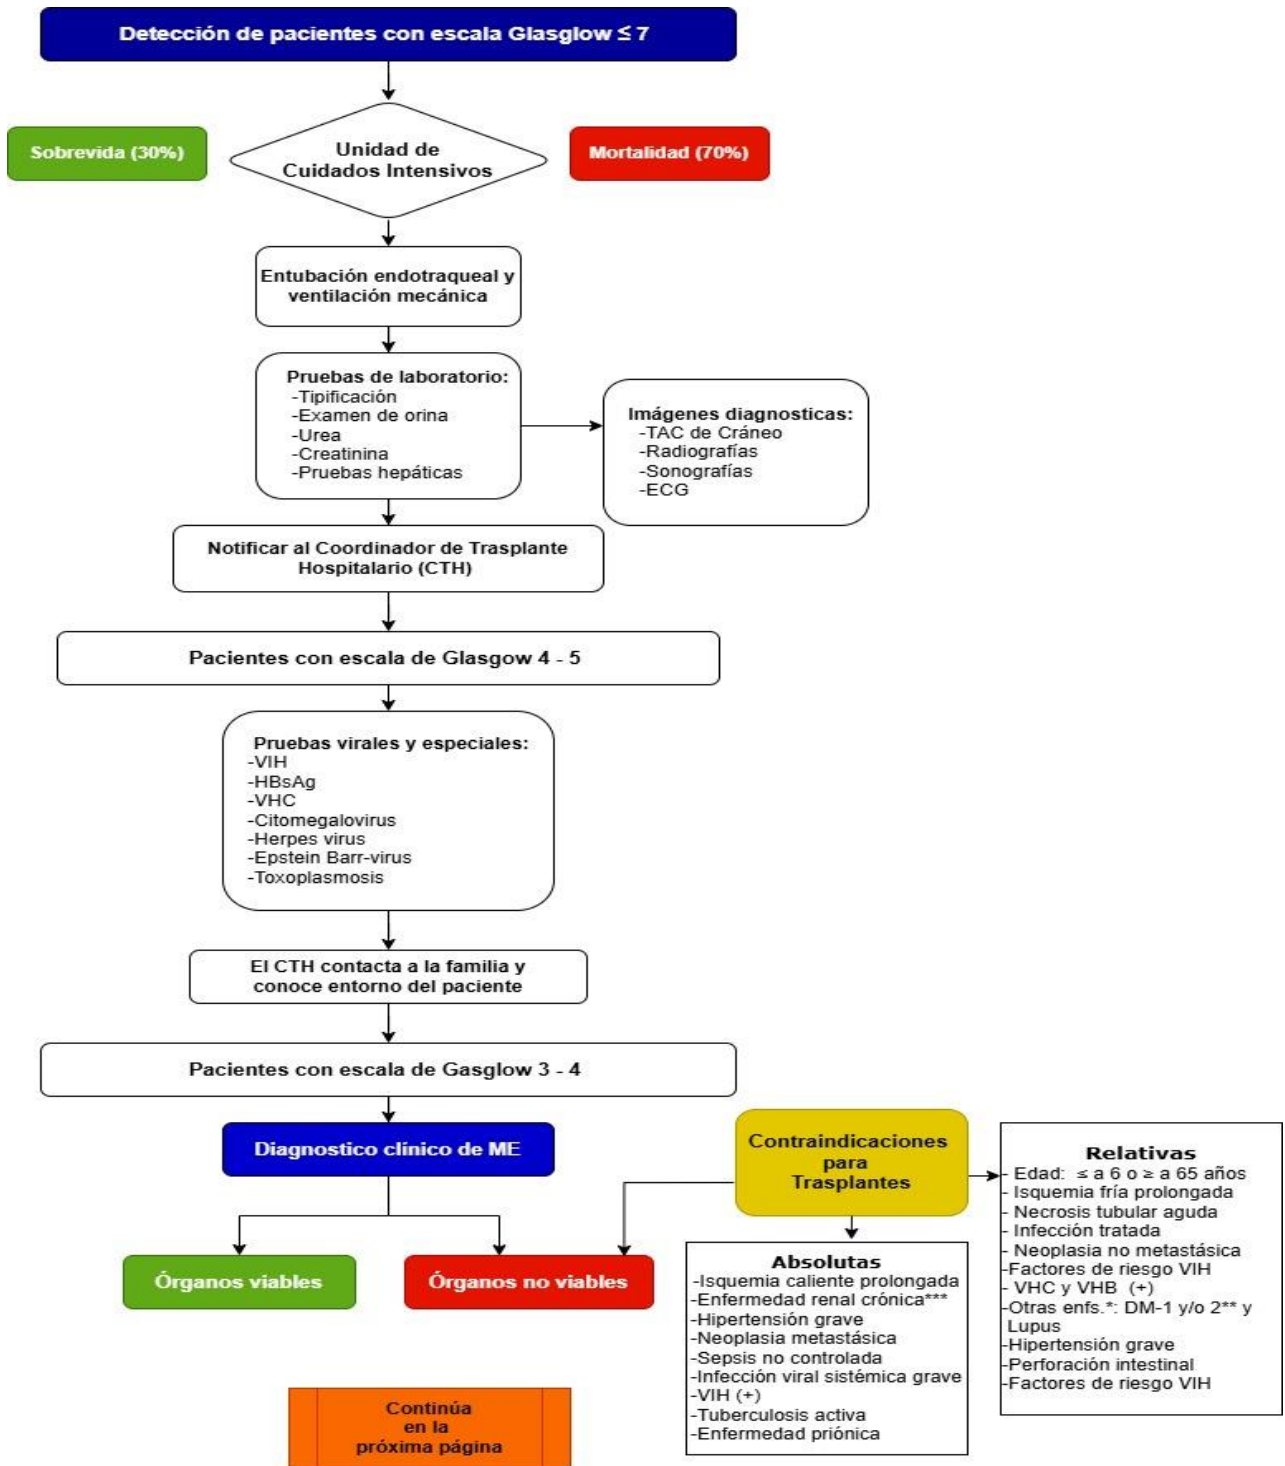 Detección de pacientes con escala Glasglow ≤ 7
Sobrevida (30%)
Unidad de
Cuidados Intensivos
Mortalidad (70%)
Entubación endotraqueal y
ventilación mecánica
Pruebas de laboratorio:
-Tipificación
-Examen de orina
-Urea
-Creatinina
-Pruebas hepáticas
Imágenes diagnosticas:
-TAC de Cráneo
-Radiografías
-Sonografías
-ECG
Notificar al Coordinador de Trasplante
Hospitalario (CTH)
Pacientes con escala de Glasgow 4 - 5
Pruebas virales y especiales:
-VIH
-HBsAg
-VHC
-Citomegalovirus
-Herpes virus
-Epstein Barr-virus
-Toxoplasmosis
El CTH contacta a la familia y
conoce entorno del paciente
Pacientes con escala de Gasglow 3 - 4
Diagnostico clínico de ME
Órganos viables
Órganos no viables
Contraindicaciones
para
Trasplantes
Relativas
- Edad: ≤ a 6 o ≥ a 65 años
- Isquemia fría prolongada
- Necrosis tubular aguda
- Infección tratada
- Neoplasia no metastásica
-Factores de riesgo VIH
- VHC y VHB (+)
-Otras enfs.*: DM-1 y/o 2** y
Lupus
-Hipertensión grave
-Perforación intestinal
-Factores de riesgo VIH
Absolutas
-Isquemia caliente prolongada
-Enfermedad renal crónica***
-Hipertensión grave
-Neoplasia metastásica
-Sepsis no controlada
-Infección viral sistémica grave
-VIH (+)
-Tuberculosis activa
-Enfermedad priónica
Continúa
en la
próxima página